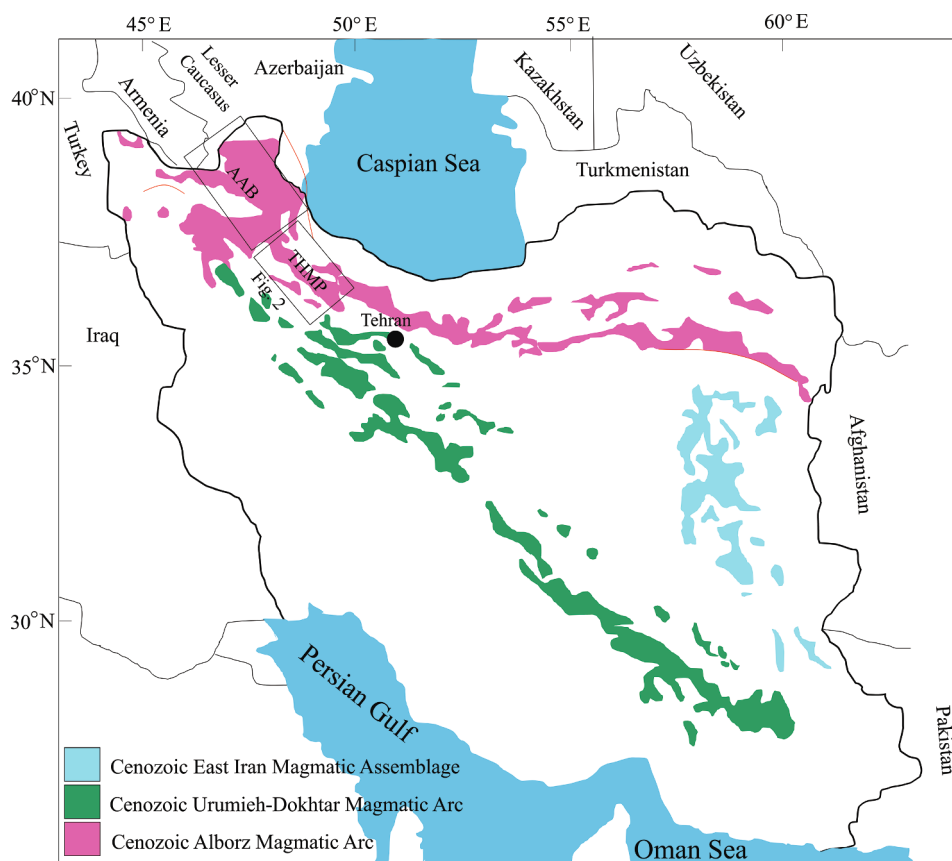 45°E
50°E
55°E
60°E
40°N
35°N
30°N
Lesser
Caucasus
Azerbaijan
Armenia
Turkey
Kazakhstan
Uzbekistan
Caspian Sea
Turkmenistan
AAB
THMP
Fig. 2
Tehran
Iraq
Afghanistan
Persian Gulf
Pakistan
Cenozoic East Iran Magmatic Assemblage
Cenozoic Urumieh-Dokhtar Magmatic Arc
Cenozoic Alborz Magmatic Arc
Oman Sea